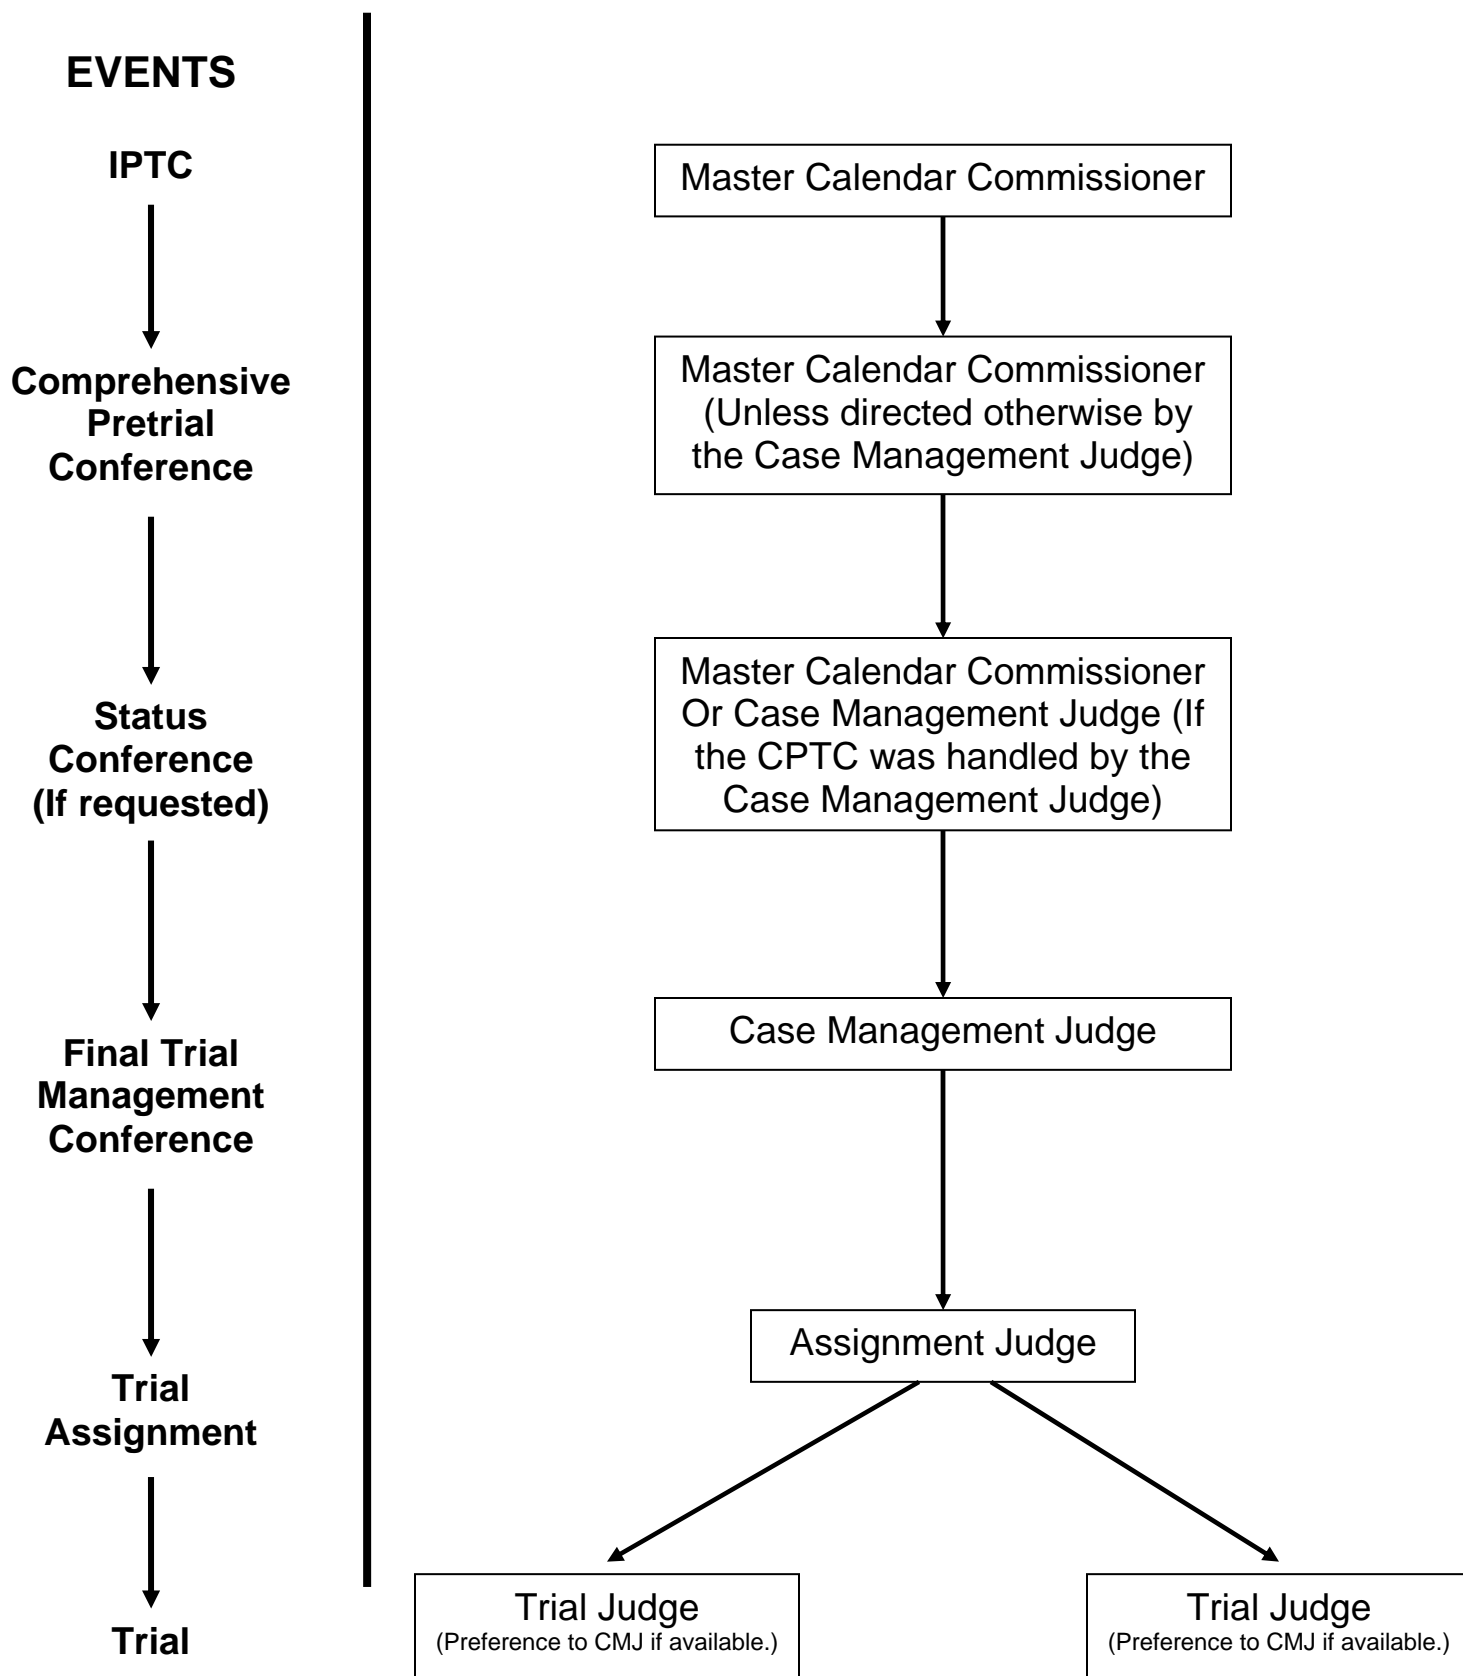 EVENTS
IPTC
Master Calendar Commissioner
Comprehensive
Pretrial
Conference
Master Calendar Commissioner
(Unless directed otherwise by
the Case Management Judge)
Status
Conference
(If requested)
Master Calendar Commissioner
Or Case Management Judge (If
the CPTC was handled by the
Case Management Judge)
Final Trial
Management
Conference
Case Management Judge
Trial
Assignment
Assignment Judge
Trial
Trial Judge
(Preference to CMJ if available.)
Trial Judge
(Preference to CMJ if available.)